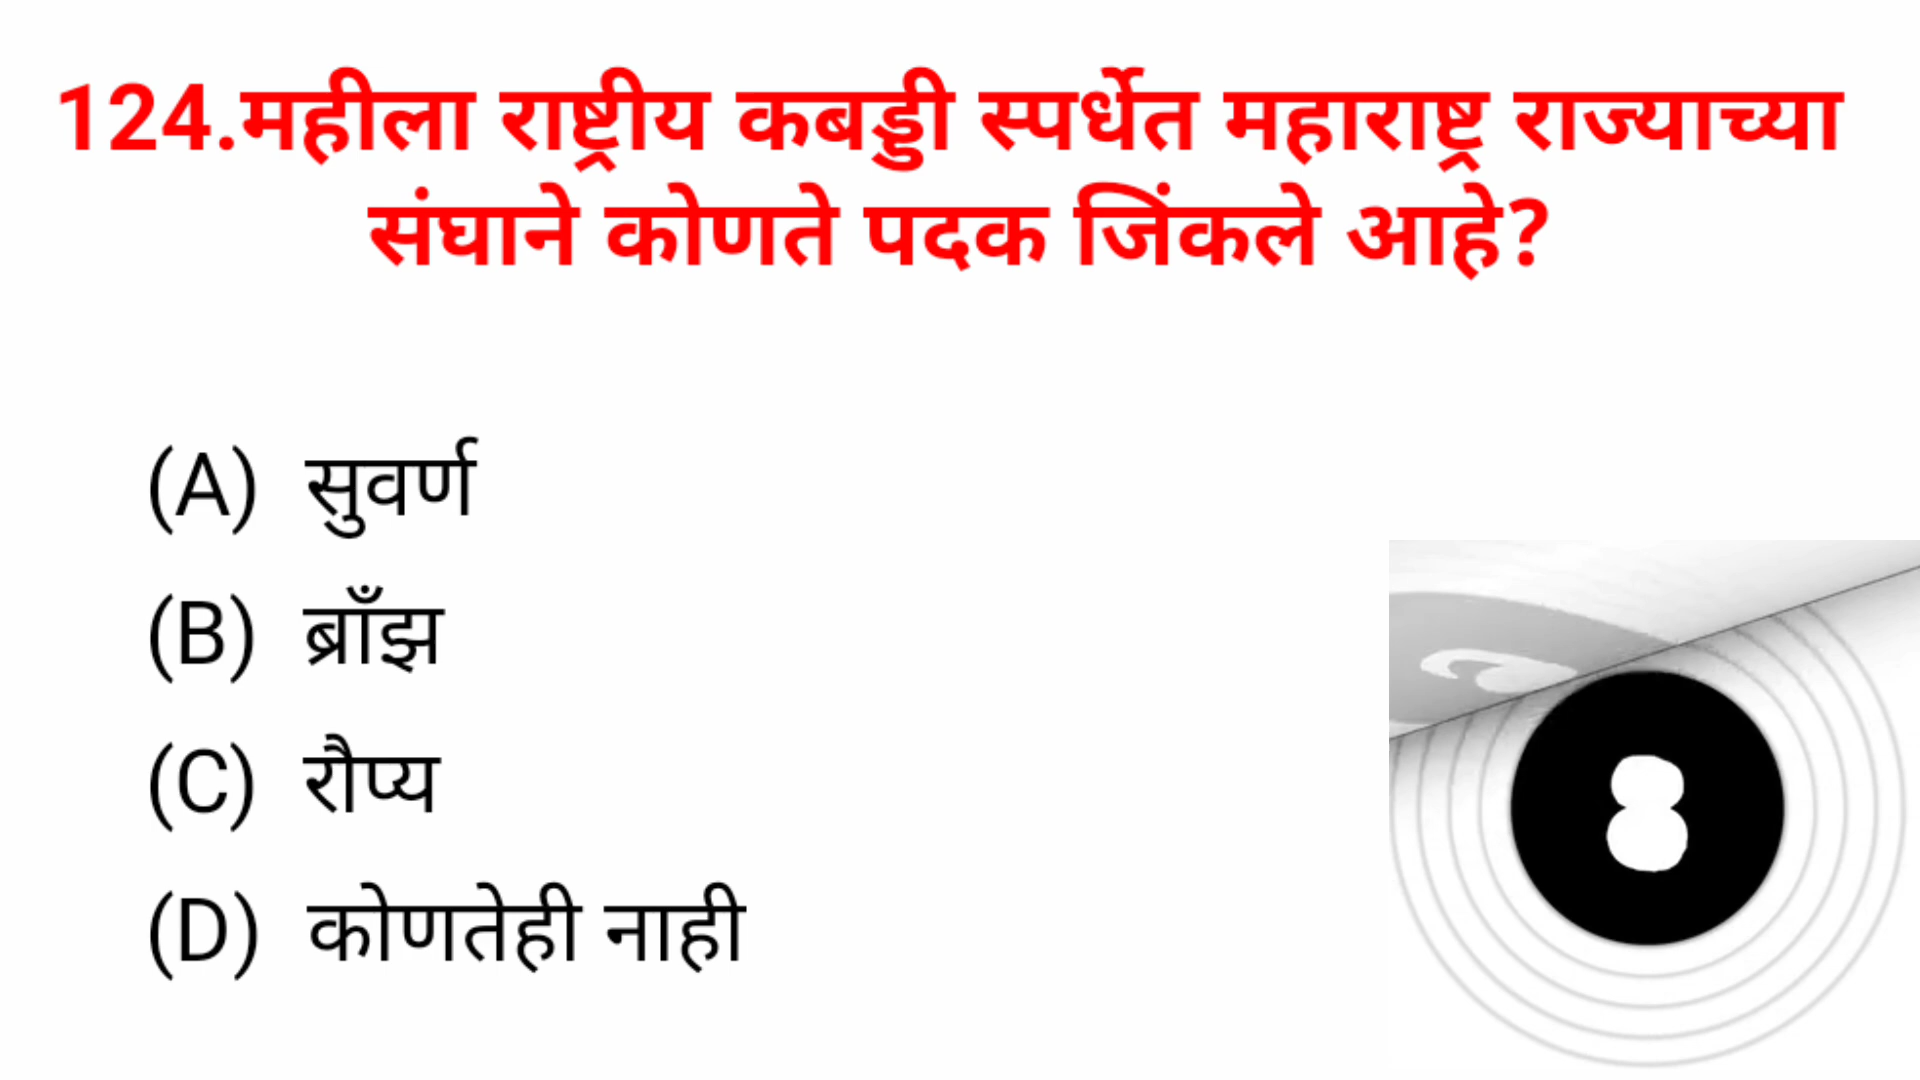 124.महीला राष्ट्रीय कबड्डी स्पर्धेत महाराष्ट्र राज्याच्या
संघाने कोणते पदक जिंकले आहे?
(A) सुवर्ण
(B) ब्राँझ
(C) रौप्य
(D) कोणतेही नाही
8